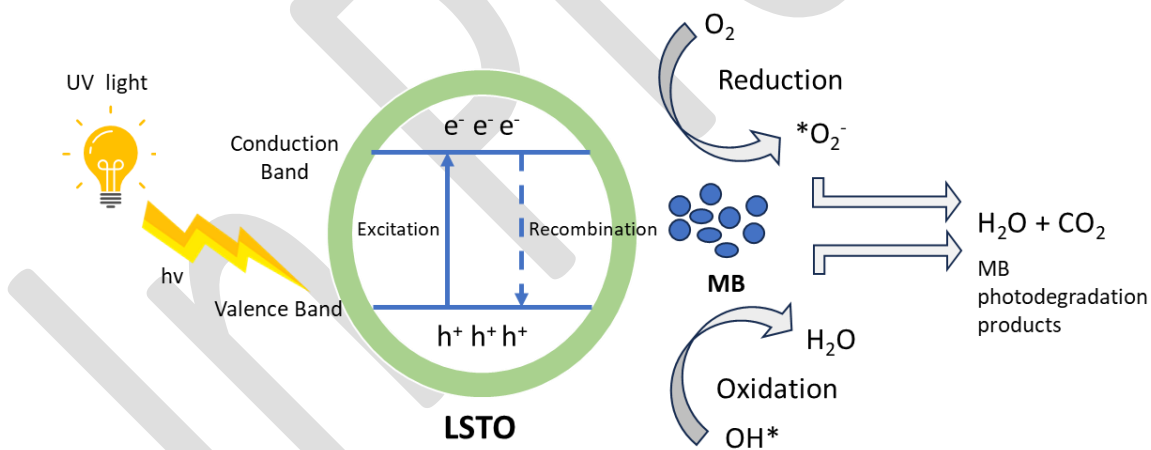 UV light
hv
Conduction
Band
e⁻ e⁻ e⁻
Excitation
Recombination
Valence Band
h⁺ h⁺ h⁺
LSTO
O₂
Reduction
*O₂⁻
MB
H₂O
Oxidation
OH*
H₂O + CO₂
MB
photodegradation
products